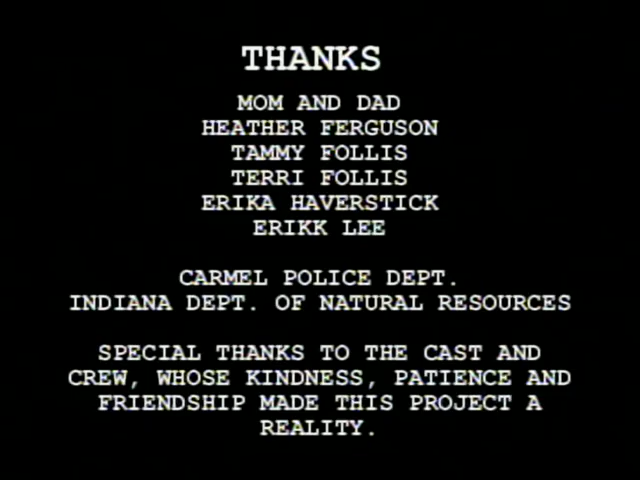 THANKS
MOM AND DAD
HEATHER FERGUSON
TAMMY FOLLIS
TERRI FOLLIS
ERIKA HAVERSTICK
ERIKK LEE
CARMEL POLICE DEPT.
INDIANA DEPT. OF NATURAL RESOURCES
SPECIAL THANKS TO THE CAST AND
CREW, WHOSE KINDNESS, PATIENCE AND
FRIENDSHIP MADE THIS PROJECT A
REALITY.